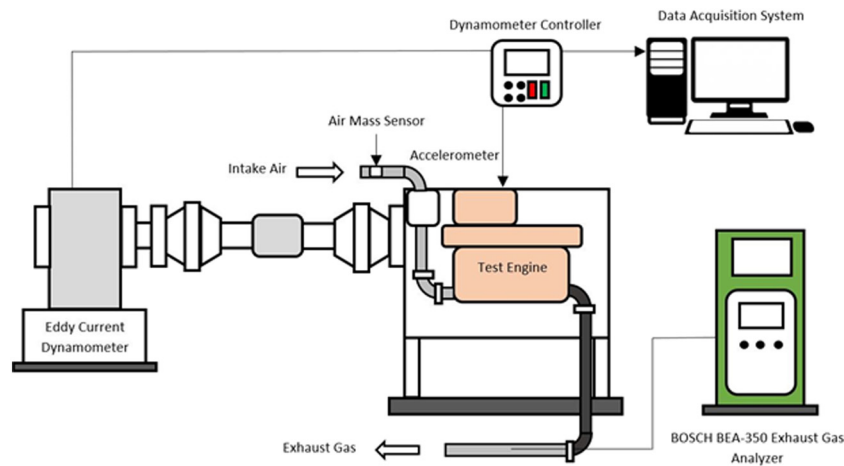 Data Acquisition System
Dynamometer Controller
Air Mass Sensor
Accelerometer
Intake Air
Test Engine
Eddy Current
Dynamometer
Exhaust Gas
BOSCH BEA-350 Exhaust Gas
Analyzer